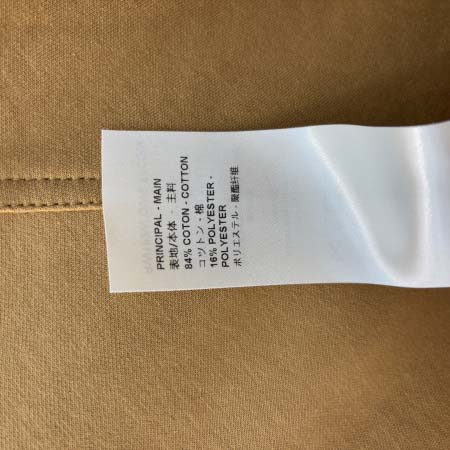 PRINCIPAL - MAIN
表地/本体 - 主料
84% COTON - COTTON
コットン - 棉
16% POLYESTER -
POLYESTER
ポリエステル - 聚酯纤维